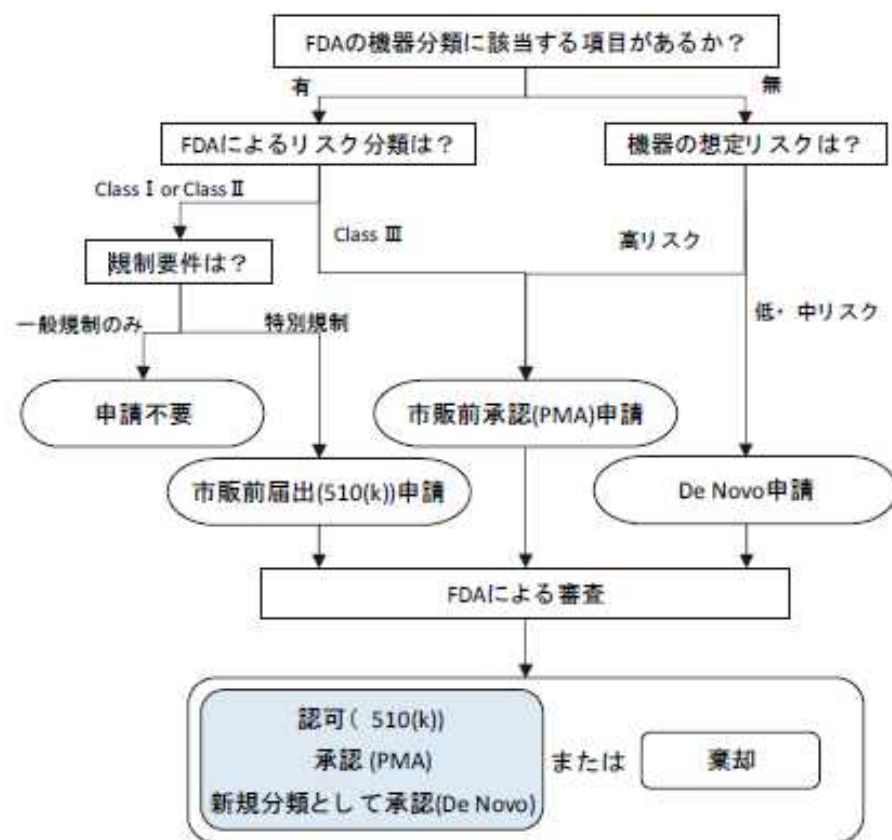 FDAの機器分類に該当する項目があるか？
有
無
FDAによるリスク分類は？
機器の想定リスクは？
Class Ⅰ or Class Ⅱ
Class Ⅲ
高リスク
規制要件は？
低・中リスク
一般規制のみ
特別規制
申請不要
市販前承認(PMA)申請
市販前届出(510(k))申請
De Novo申請
FDAによる審査
認可( 510(k))
承認 (PMA)
新規分類として承認(De Novo)
または
棄却